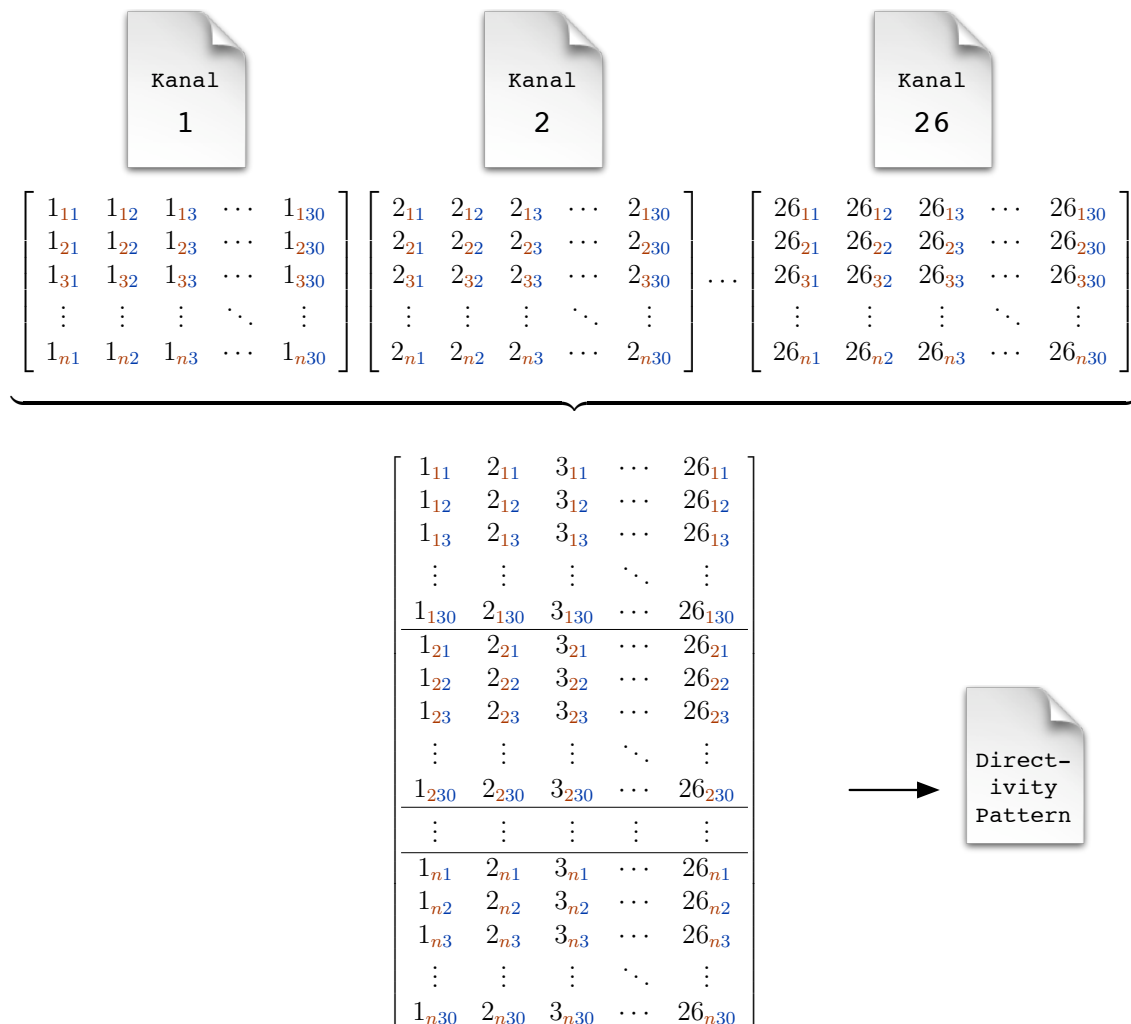 Kanal 1
Kanal 2
Kanal 26
1₁₁ 1₁₂ 1₁₃ ⋯ 1₁₃₀
1₂₁ 1₂₂ 1₂₃ ⋯ 1₂₃₀
1₃₁ 1₃₂ 1₃₃ ⋯ 1₃₃₀
⋮ ⋮ ⋮ ⋱ ⋮
1ₙ₁ 1ₙ₂ 1ₙ₃ ⋯ 1ₙ₃₀
2₁₁ 2₁₂ 2₁₃ ⋯ 2₁₃₀
2₂₁ 2₂₂ 2₂₃ ⋯ 2₂₃₀
2₃₁ 2₃₂ 2₃₃ ⋯ 2₃₃₀
⋮ ⋮ ⋮ ⋱ ⋮
2ₙ₁ 2ₙ₂ 2ₙ₃ ⋯ 2ₙ₃₀
⋯
26₁₁ 26₁₂ 26₁₃ ⋯ 26₁₃₀
26₂₁ 26₂₂ 26₂₃ ⋯ 26₂₃₀
26₃₁ 26₃₂ 26₃₃ ⋯ 26₃₃₀
⋮ ⋮ ⋮ ⋱ ⋮
26ₙ₁ 26ₙ₂ 26ₙ₃ ⋯ 26ₙ₃₀
1₁₁ 2₁₁ 3₁₁ ⋯ 26₁₁
1₁₂ 2₁₂ 3₁₂ ⋯ 26₁₂
1₁₃ 2₁₃ 3₁₃ ⋯ 26₁₃
⋮ ⋮ ⋮ ⋱ ⋮
1₁₃₀ 2₁₃₀ 3₁₃₀ ⋯ 26₁₃₀
1₂₁ 2₂₁ 3₂₁ ⋯ 26₂₁
1₂₂ 2₂₂ 3₂₂ ⋯ 26₂₂
1₂₃ 2₂₃ 3₂₃ ⋯ 26₂₃
⋮ ⋮ ⋮ ⋱ ⋮
1₂₃₀ 2₂₃₀ 3₂₃₀ ⋯ 26₂₃₀
⋮ ⋮ ⋮ ⋮ ⋮
1ₙ₁ 2ₙ₁ 3ₙ₁ ⋯ 26ₙ₁
1ₙ₂ 2ₙ₂ 3ₙ₂ ⋯ 26ₙ₂
1ₙ₃ 2ₙ₃ 3ₙ₃ ⋯ 26ₙ₃
⋮ ⋮ ⋮ ⋱ ⋮
1ₙ₃₀ 2ₙ₃₀ 3ₙ₃₀ ⋯ 26ₙ₃₀
Direct-
ivity
Pattern